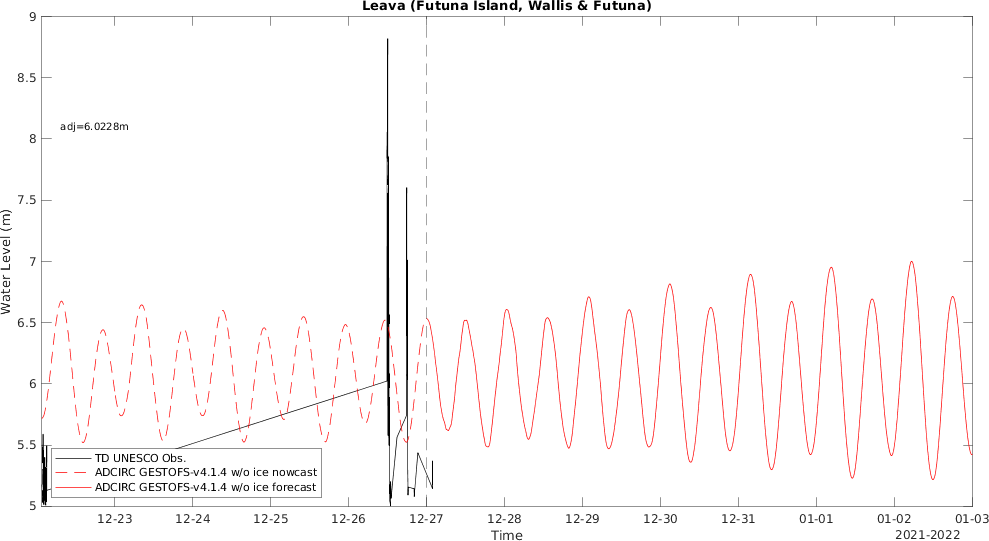 Leava (Futuna Island, Wallis & Futuna)
9
8.5
8
7.5
7
6.5
6
5.5
5
Water Level (m)
adj=6.0228m
TD UNESCO Obs.
ADCIRC GESTOFS-v4.1.4 w/o ice nowcast
ADCIRC GESTOFS-v4.1.4 w/o ice forecast
12-23 12-24 12-25 12-26 12-27 12-28 12-29 12-30 12-31 01-01 01-02 01-03
Time
2021-2022